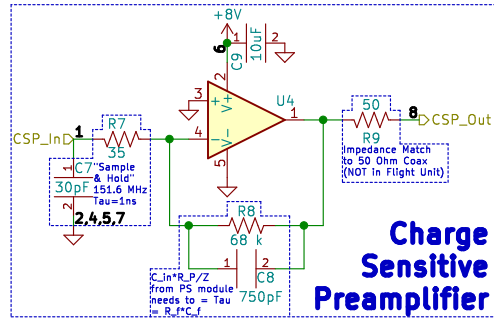 +8V
6
1
2
C9
10uF
2
V+
U4
3
+
1
50
8
CSP_Out
CSP_In
1
R7
35
4
-
V-
R9
5
Impedance Match
to 50 Ohm Coax
(NOT in Flight Unit)
1
C7
30pF
2
"Sample
& Hold"
151.6 MHz
Tau=1ns
2,4,5,7
R8
68 k
1
2
C8
750pF
C_in*R_P/Z
from PS module
needs to = Tau
= R_f*C_f
Charge
Sensitive
Preamplifier